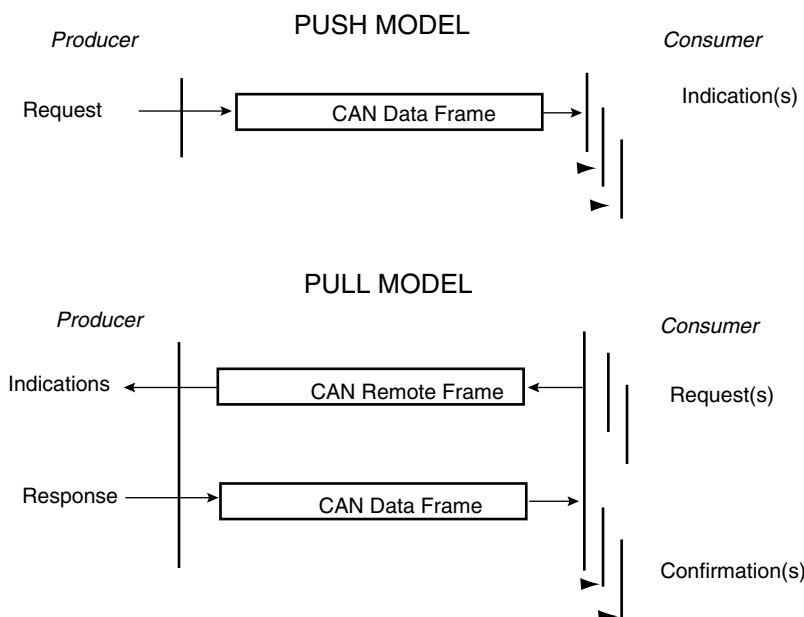 PUSH MODEL
Producer
Consumer
Request
CAN Data Frame
Indication(s)
PULL MODEL
Producer
Consumer
Indications
CAN Remote Frame
Request(s)
Response
CAN Data Frame
Confirmation(s)